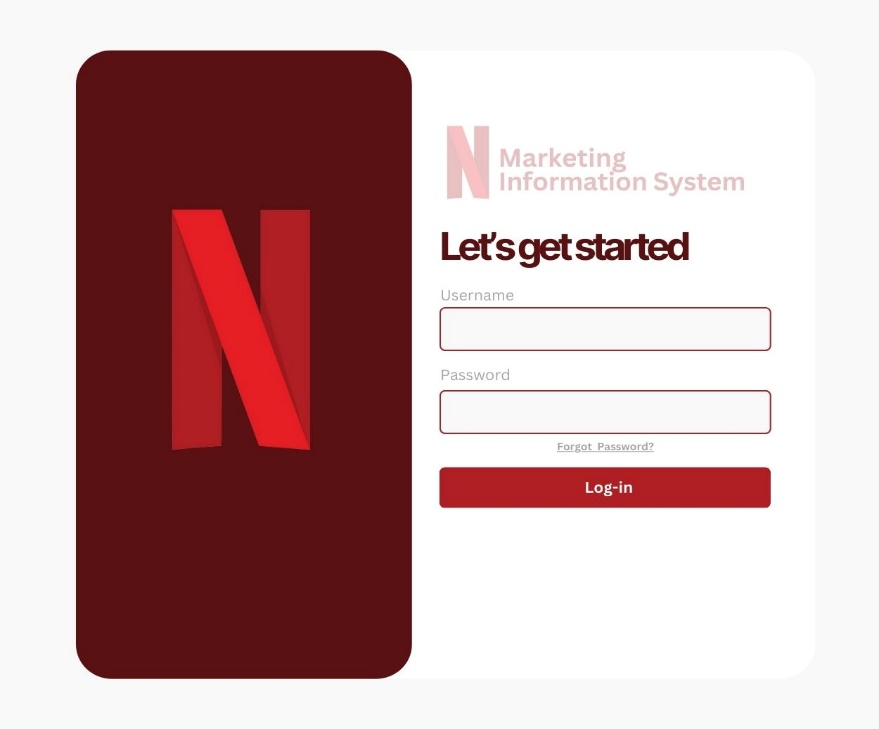 N
N Marketing
Information System
Let's get started
Username
Password
Forgot Password?
Log-in